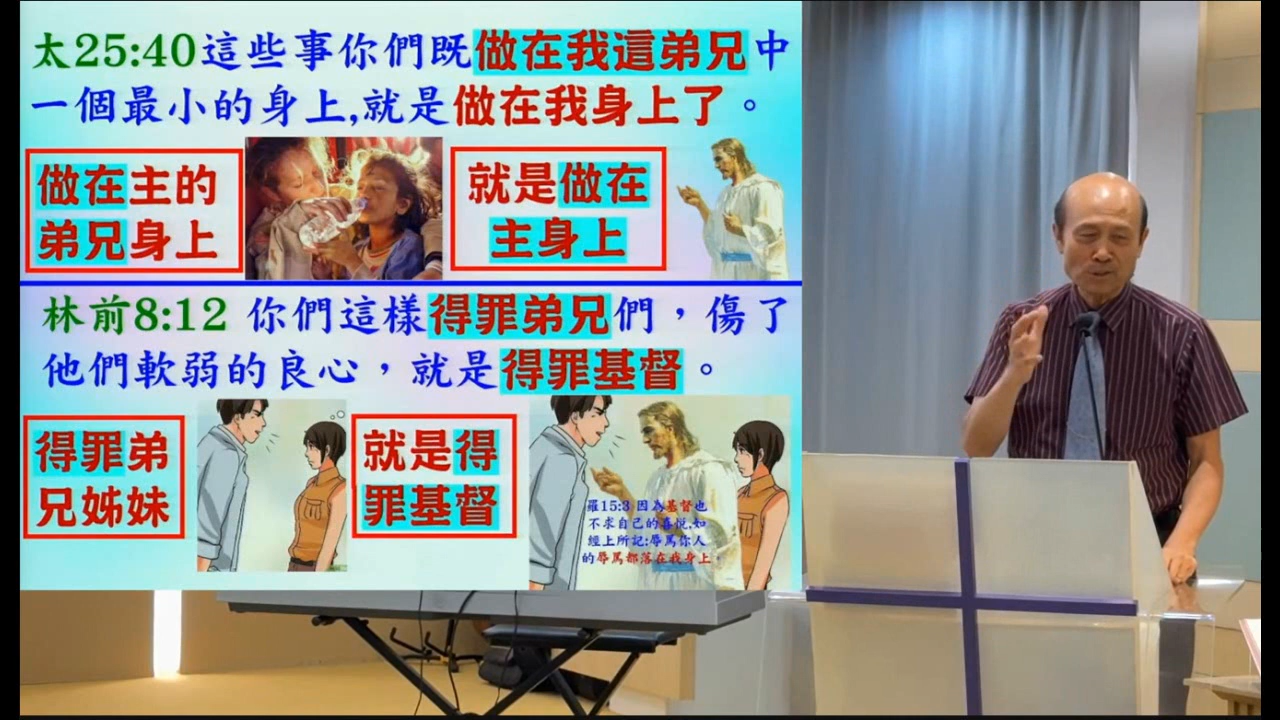 太25:40這些事你們既做在我這弟兄中
一個最小的身上,就是做在我身上了。
做在主的
弟兄身上
就是做在
主身上
林前8:12 你們這樣得罪弟兄們，傷了
他們軟弱的良心，就是得罪基督。
得罪弟
兄姊妹
就是得
罪基督
羅15:3 因為基督也
不求自己的喜悅,如
經上所記:辱罵你人
的辱罵都落在我身上。